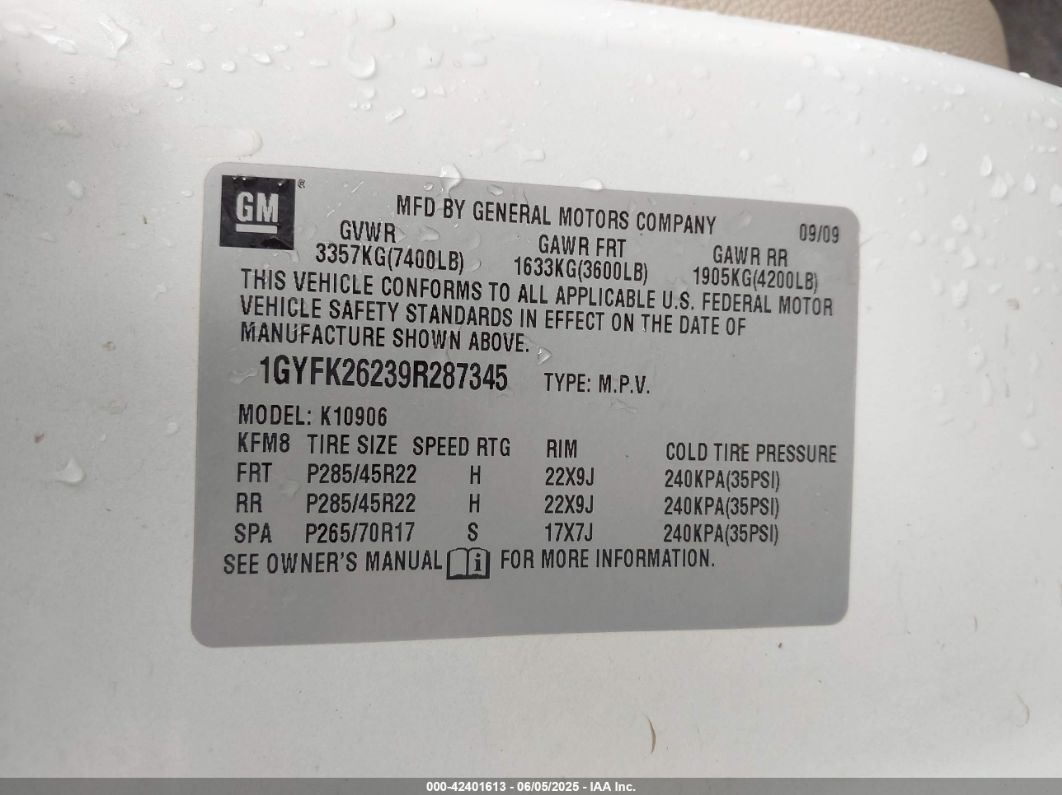 GM®
MFD BY GENERAL MOTORS COMPANY 09/09
GVWR GAWR FRT GAWR RR
3357KG(7400LB) 1633KG(3600LB) 1905KG(4200LB)
THIS VEHICLE CONFORMS TO ALL APPLICABLE U.S. FEDERAL MOTOR
VEHICLE SAFETY STANDARDS IN EFFECT ON THE DATE OF
MANUFACTURE SHOWN ABOVE.
1GYFK26239R287345 TYPE: M.P.V.
MODEL: K10906
KFM8 TIRE SIZE SPEED RTG RIM COLD TIRE PRESSURE
FRT P285/45R22 H 22X9J 240KPA(35PSI)
RR P285/45R22 H 22X9J 240KPA(35PSI)
SPA P265/70R17 S 17X7J 240KPA(35PSI)
SEE OWNER'S MANUAL i FOR MORE INFORMATION.
000-42401613 - 06/05/2025 - IAA Inc.